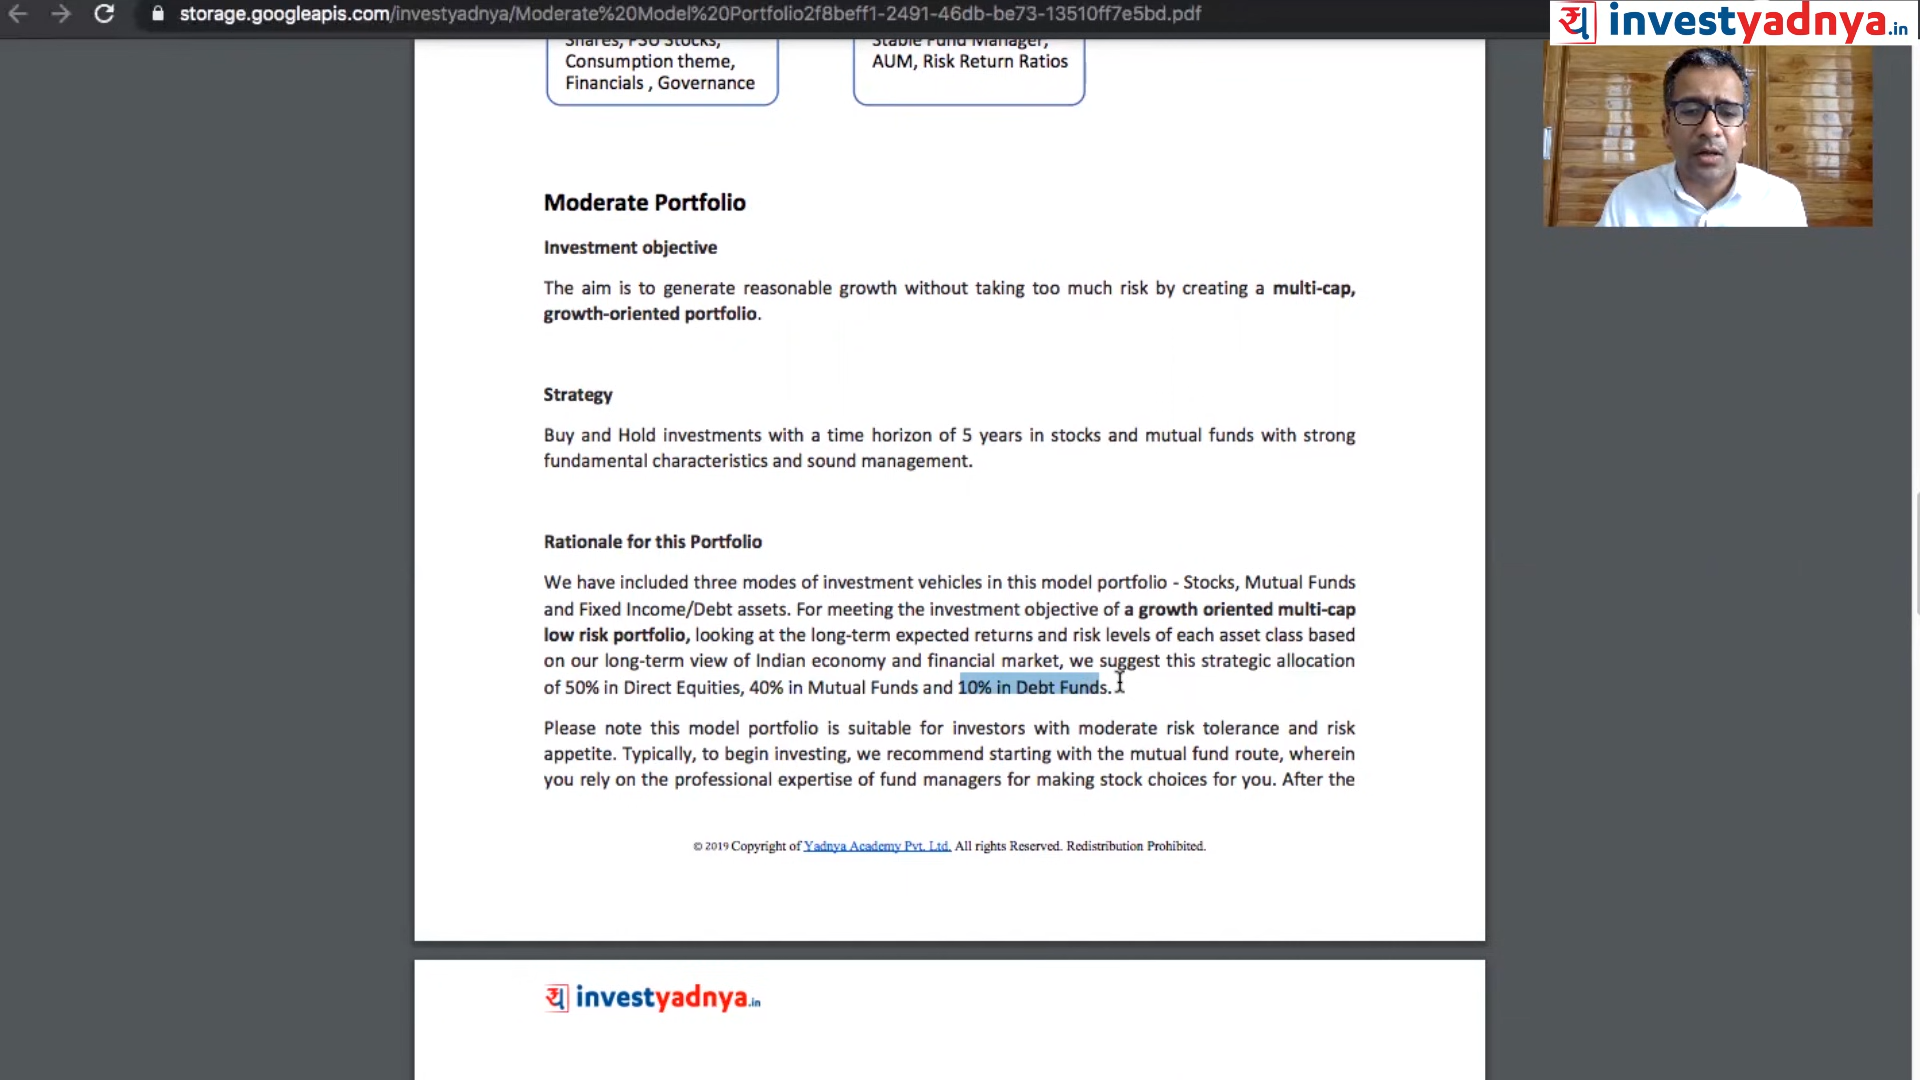 storage.googleapis.com/investyadnya/Moderate%20Model%20Portfolio2f8beff1-2491-46db-be73-13510ff7e5bd.pdf
investyadnya.in
Shares, PSU Stocks,
Consumption theme,
Financials , Governance
Stable Fund Manager,
AUM, Risk Return Ratios
Moderate Portfolio
Investment objective
The aim is to generate reasonable growth without taking too much risk by creating a multi-cap,
growth-oriented portfolio.
Strategy
Buy and Hold investments with a time horizon of 5 years in stocks and mutual funds with strong
fundamental characteristics and sound management.
Rationale for this Portfolio
We have included three modes of investment vehicles in this model portfolio - Stocks, Mutual Funds
and Fixed Income/Debt assets. For meeting the investment objective of a growth oriented multi-cap
low risk portfolio, looking at the long-term expected returns and risk levels of each asset class based
on our long-term view of Indian economy and financial market, we suggest this strategic allocation
of 50% in Direct Equities, 40% in Mutual Funds and 10% in Debt Funds.
Please note this model portfolio is suitable for investors with moderate risk tolerance and risk
appetite. Typically, to begin investing, we recommend starting with the mutual fund route, wherein
you rely on the professional expertise of fund managers for making stock choices for you. After the
© 2019 Copyright of Yadnya Academy Pvt. Ltd. All rights Reserved. Redistribution Prohibited.
investyadnya.in